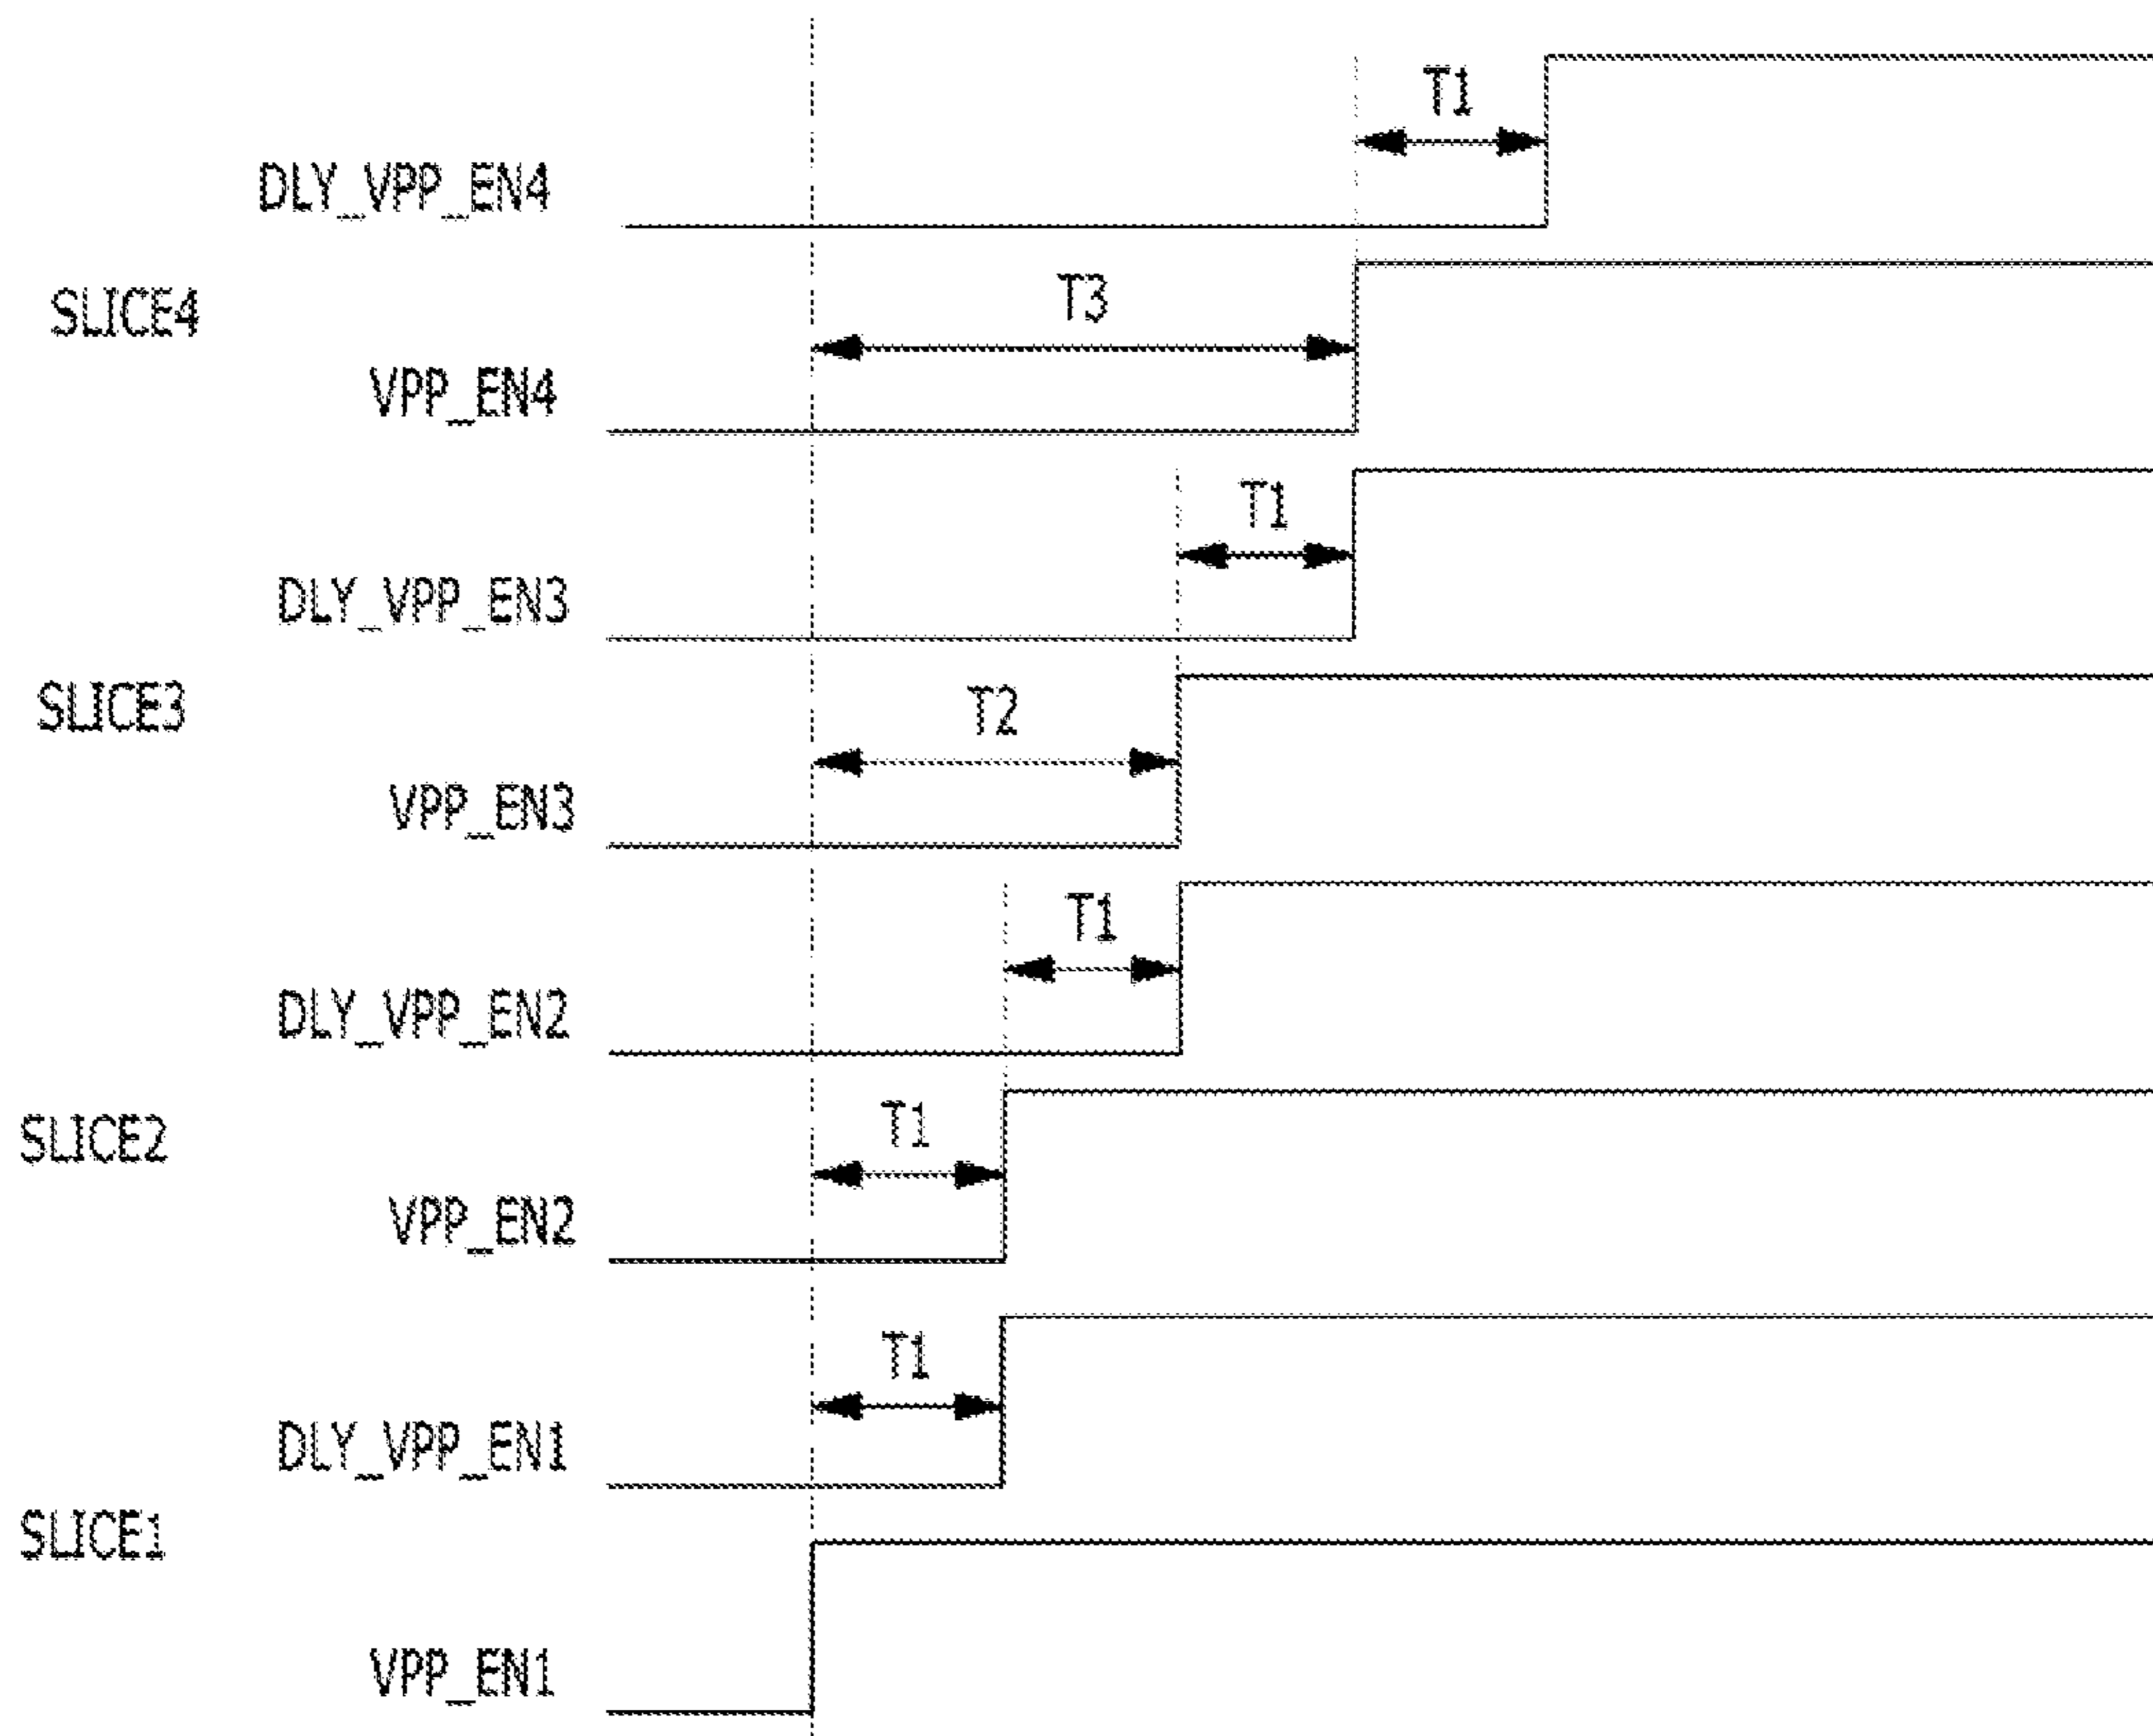 T1
DLY_VPP_EN4
SLICE4
T3
VPP_EN4
T1
DLY_VPP_EN3
SLICE3
T2
VPP_EN3
T1
DLY_VPP_EN2
SLICE2
T1
VPP_EN2
T1
DLY_VPP_EN1
SLICE1
VPP_EN1